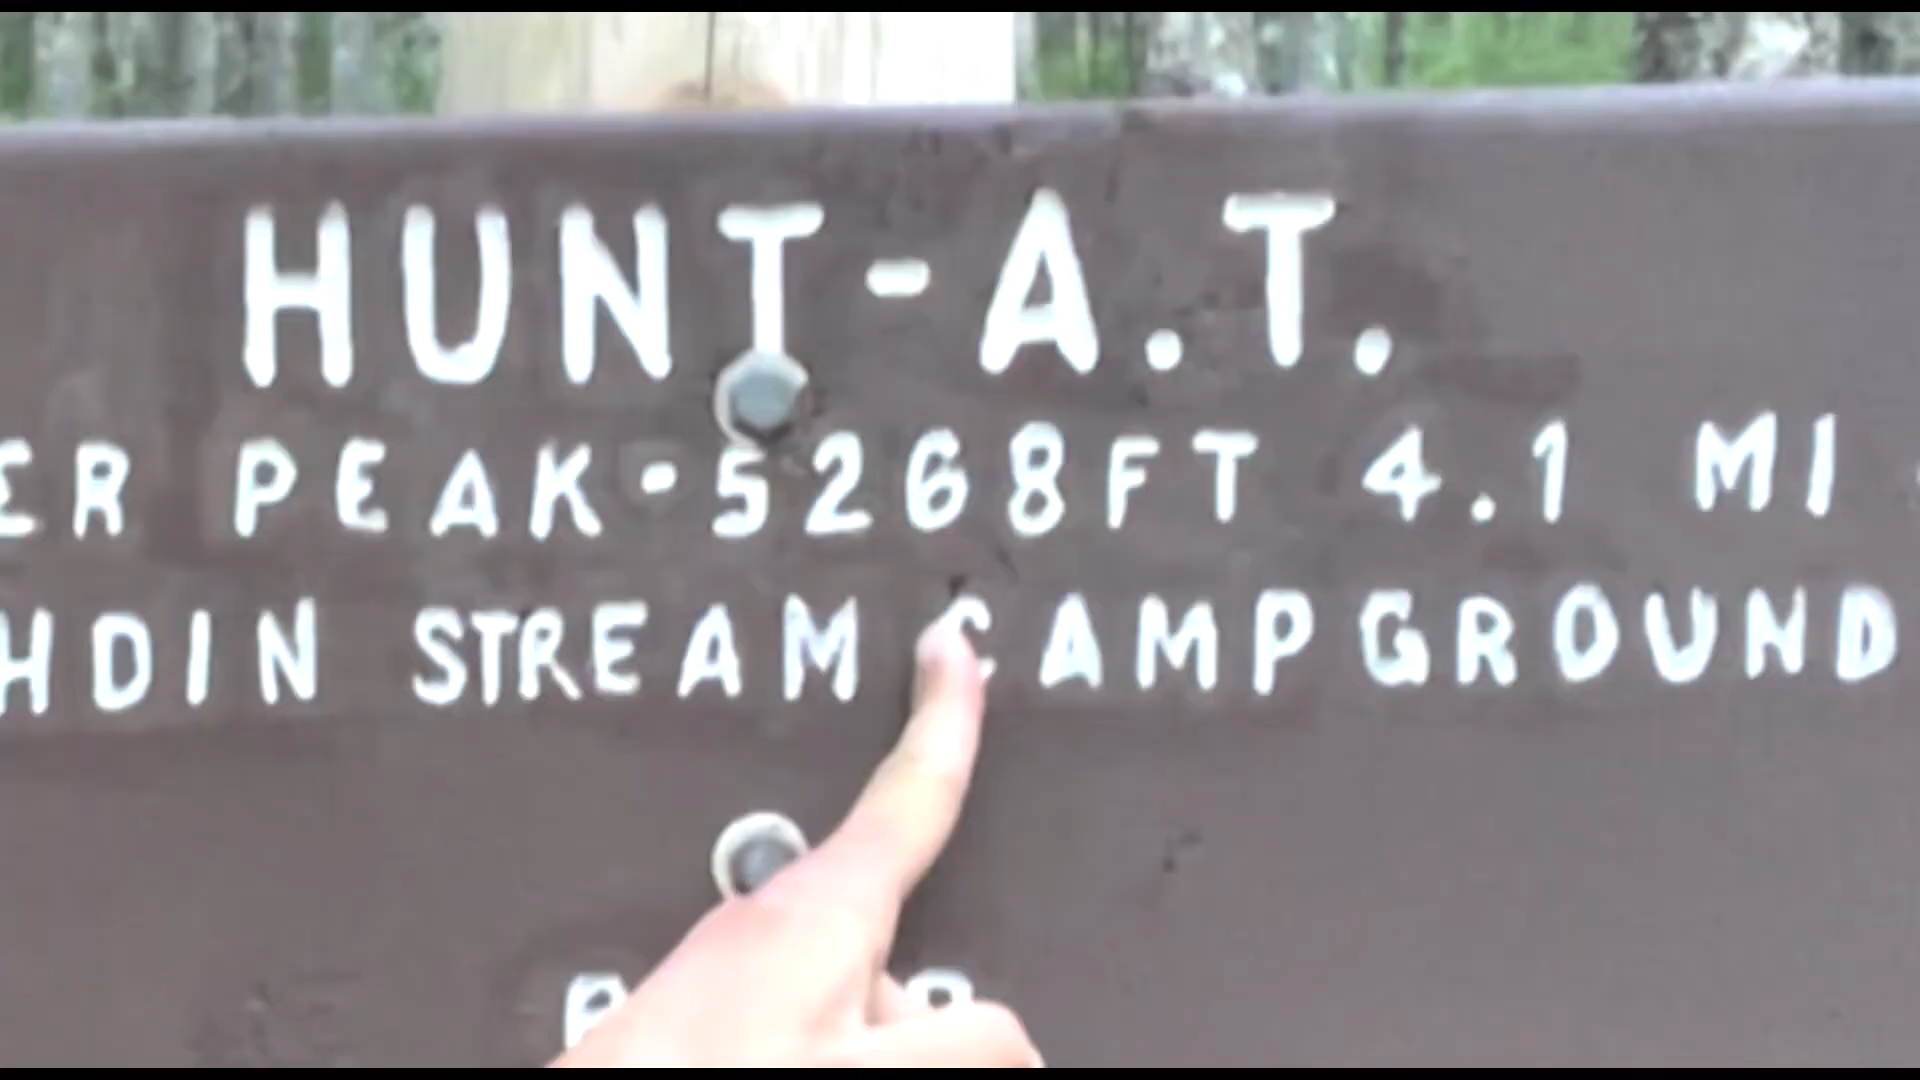 HUNT-A.T.
ER PEAK-5268FT 4.1 MI
HDIN STREAM CAMPGROUND